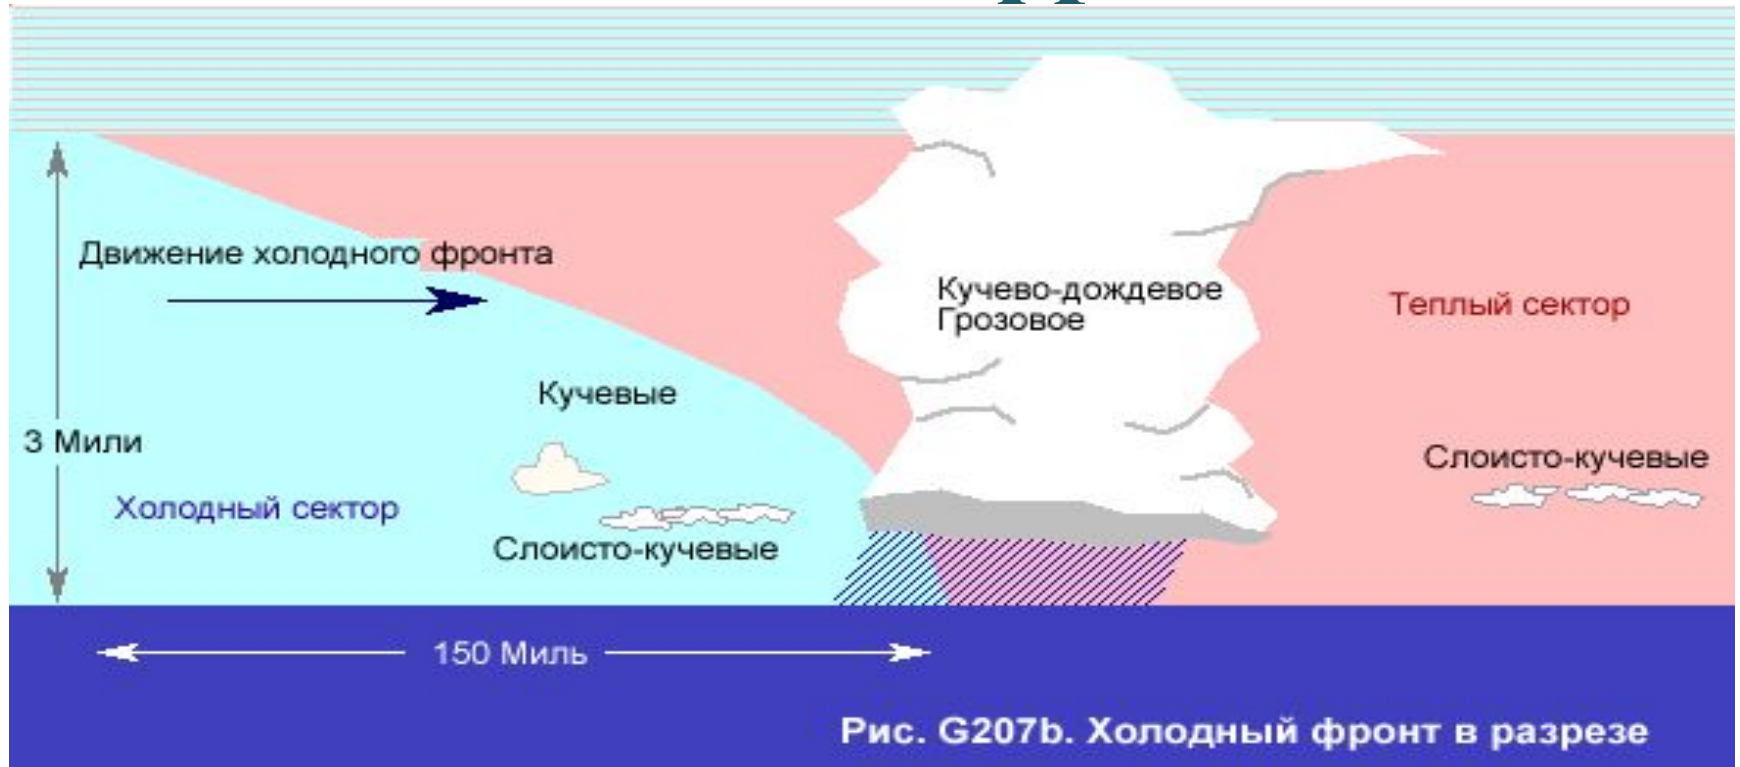 Движение холодного фронта
Кучево-дождевое
Грозовое
Теплый сектор
Кучевые
3 Мили
Слоисто-кучевые
Холодный сектор
Слоисто-кучевые
150 Миль
Рис. G207b. Холодный фронт в разрезе